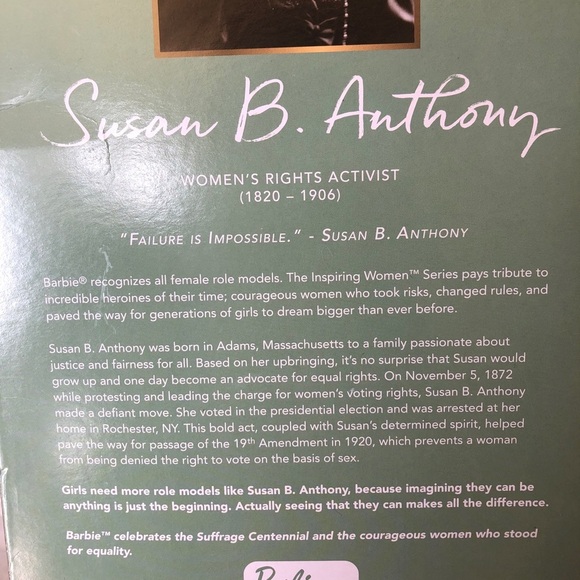 Susan B. Anthony
WOMEN'S RIGHTS ACTIVIST
(1820 – 1906)
"FAILURE IS IMPOSSIBLE." - SUSAN B. ANTHONY
Barbie® recognizes all female role models. The Inspiring Women™ Series pays tribute to
incredible heroines of their time; courageous women who took risks, changed rules, and
paved the way for generations of girls to dream bigger than ever before.
Susan B. Anthony was born in Adams, Massachusetts to a family passionate about
justice and fairness for all. Based on her upbringing, it's no surprise that Susan would
grow up and one day become an advocate for equal rights. On November 5, 1872
while protesting and leading the charge for women's voting rights, Susan B. Anthony
made a defiant move. She voted in the presidential election and was arrested at her
home in Rochester, NY. This bold act, coupled with Susan's determined spirit, helped
pave the way for passage of the 19th Amendment in 1920, which prevents a woman
from being denied the right to vote on the basis of sex.
Girls need more role models like Susan B. Anthony, because imagining they can be
anything is just the beginning. Actually seeing that they can makes all the difference.
Barbie™ celebrates the Suffrage Centennial and the courageous women who stood
for equality.
Barbie